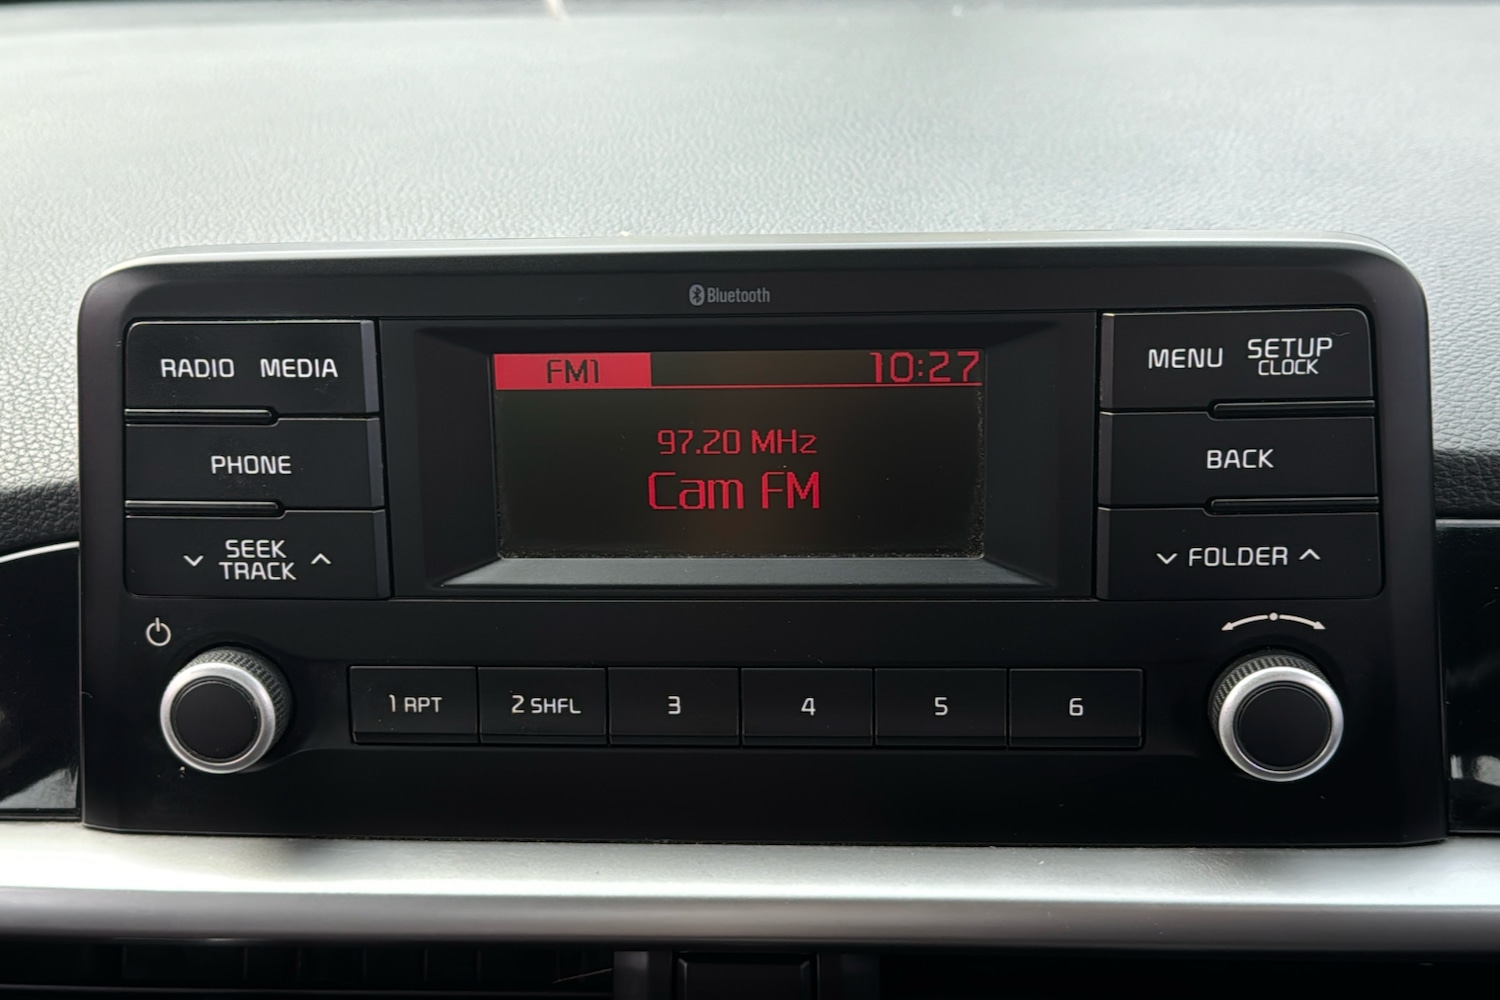 Bluetooth
RADIO MEDIA
PHONE
SEEK
TRACK
FM1 10:27
97.20 MHz
Cam FM
MENU SETUP
CLOCK
BACK
FOLDER
1 RPT 2 SHFL 3 4 5 6